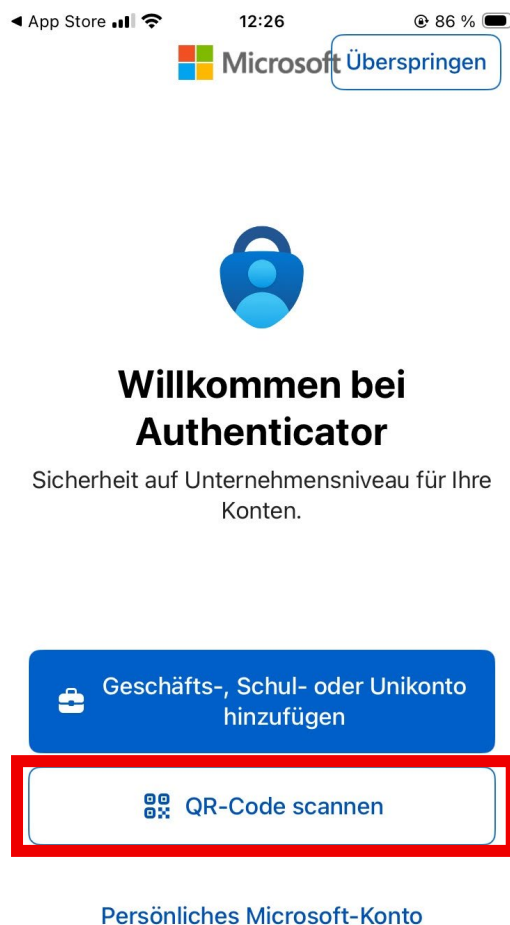 App Store
12:26
86 %
Microsoft
Überspringen
Willkommen bei
Authenticator
Sicherheit auf Unternehmensniveau für Ihre
Konten.
Geschäfts-, Schul- oder Unikonto
hinzufügen
QR-Code scannen
Persönliches Microsoft-Konto